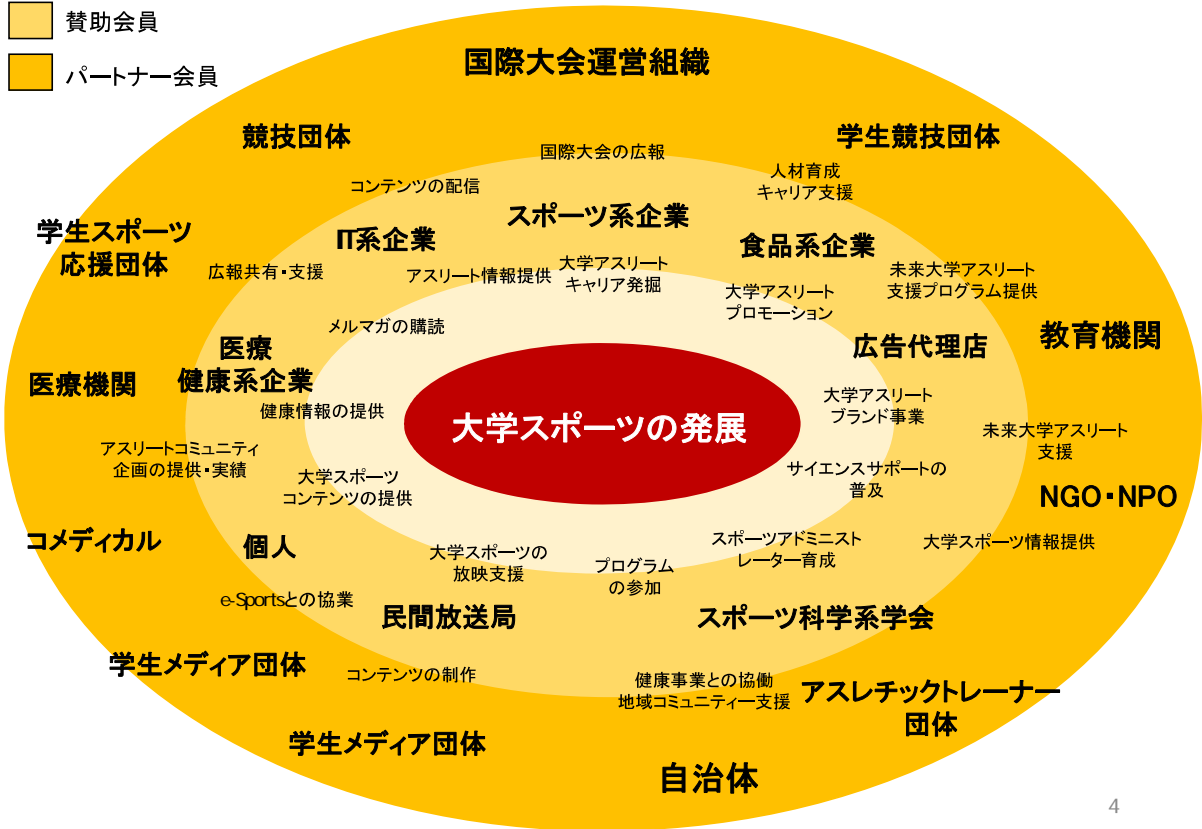 賛助会員
パートナー会員
国際大会運営組織
競技団体
学生競技団体
国際大会の広報
人材育成
キャリア支援
コンテンツの配信
スポーツ系企業
学生スポーツ
応援団体
IT系企業
食品系企業
広報共有・支援
アスリート情報提供
大学アスリート
キャリア発掘
未来大学アスリート
支援プログラム提供
大学アスリート
プロモーション
メルマガの購読
教育機関
医療
健康系企業
広告代理店
医療機関
健康情報の提供
大学アスリート
ブランド事業
大学スポーツの発展
未来大学アスリート
支援
アスリートコミュニティ
企画の提供・実績
大学スポーツ
コンテンツの提供
サイエンスサポートの
普及
NGO・NPO
コメディカル
個人
大学スポーツの
放映支援
プログラム
の参加
スポーツアドミニスト
レーター育成
大学スポーツ情報提供
e-Sportsとの協業
民間放送局
スポーツ科学系学会
学生メディア団体
コンテンツの制作
健康事業との協働
地域コミュニティー支援
アスレチックトレーナー
団体
学生メディア団体
自治体
4